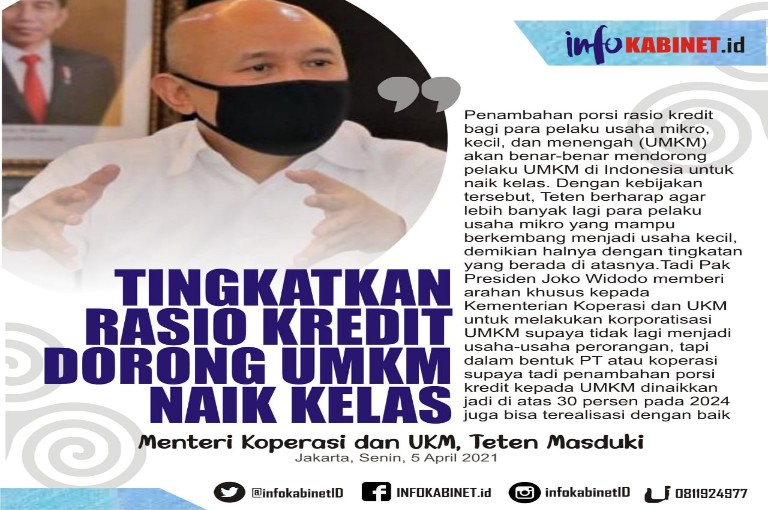 info KABINET.id
Penambahan porsi rasio kredit
bagi para pelaku usaha mikro,
kecil, dan menengah (UMKM)
akan benar-benar mendorong
pelaku UMKM di Indonesia untuk
naik kelas. Dengan kebijakan
tersebut, Teten berharap agar
lebih banyak lagi para pelaku
usaha mikro yang mampu
berkembang menjadi usaha kecil,
demikian halnya dengan tingkatan
yang berada di atasnya.Tadi Pak
Presiden Joko Widodo memberi
arahan khusus kepada
Kementerian Koperasi dan UKM
untuk melakukan korporatisasi
UMKM supaya tidak lagi menjadi
usaha-usaha perorangan, tapi
dalam bentuk PT atau koperasi
supaya tadi penambahan porsi
kredit kepada UMKM dinaikkan
jadi di atas 30 persen pada 2024
juga bisa terealisasi dengan baik
TINGKATKAN
RASIO KREDIT
DORONG UMKM
NAIK KELAS
Menteri Koperasi dan UKM, Teten Masduki
Jakarta, Senin, 5 April 2021
@infokabinetID INFOKABINET.id infokabinetID 0811924977